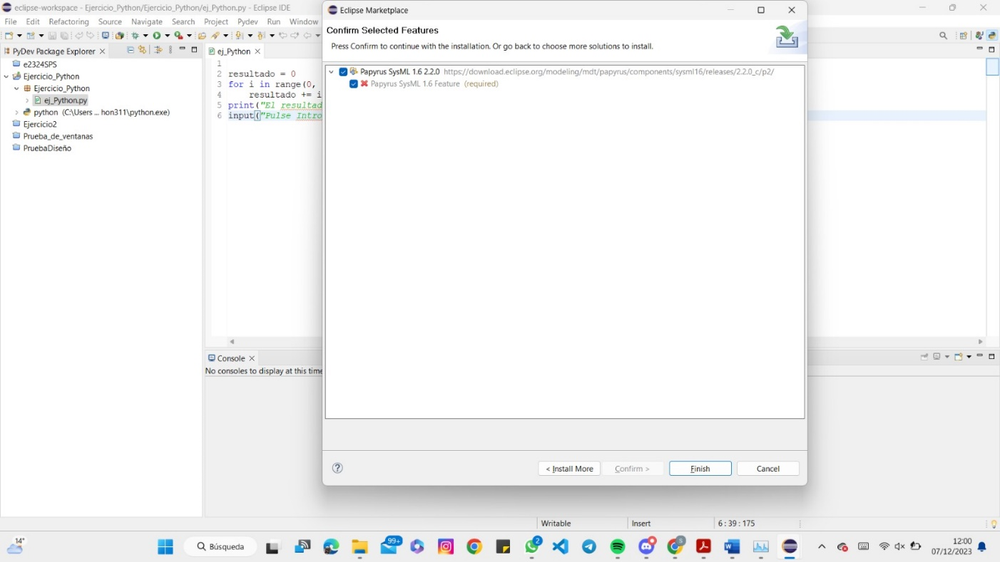 eclipse-workspace - Ejercicio_Python/Ejercicio_Python/ej_Python.py - Eclipse IDE
File Edit Refactoring Source Navigate Search Project Pydev Run Window
PyDev Package Explorer
e2324SPS
Ejercicio_Python
Ejercicio_Python
ej_Python.py
python (C:\Users ... hon311\python.exe)
Ejercicio2
Prueba_de_ventanas
PruebaDiseño
ej_Python
1
2 resultado = 0
3 for i in range(0,
4 resultado += i
5 print("El resultad
6 input("Pulse Intro
Console
No consoles to display at this time
Eclipse Marketplace
Confirm Selected Features
Press Confirm to continue with the installation. Or go back to choose more solutions to install.
Papyrus SysML 1.6 2.2.0 https://download.eclipse.org/modeling/mdt/papyrus/components/sysml16/releases/2.2.0_c/p2/
Papyrus SysML 1.6 Feature (required)
< Install More Confirm > Finish Cancel
Writable Insert 6 : 39 : 175
14°
Búsqueda
99+
2
12:00
07/12/2023